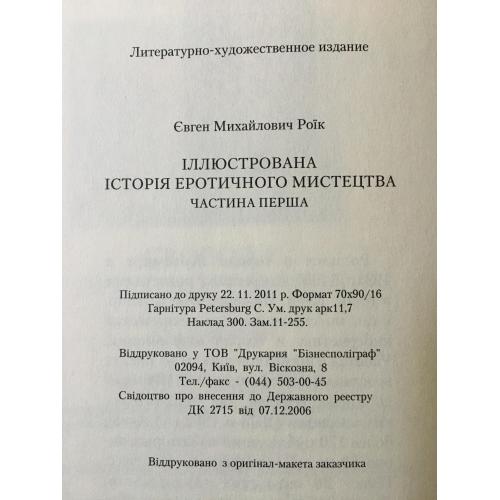 Литературно-художественное издание
Євген Михайлович Роїк
ІЛЛЮСТРОВАНА
ІСТОРІЯ ЕРОТИЧНОГО МИСТЕЦТВА
ЧАСТИНА ПЕРША
Підписано до друку 22. 11. 2011 р. Формат 70х90/16
Гарнітура Petersburg C. Ум. друк арк11,7
Наклад 300. Зам.11-255.
Віддруковано у ТОВ "Друкарня "Бізнесполіграф"
02094, Київ, вул. Віскозна, 8
Тел./факс - (044) 503-00-45
Свідоцтво про внесення до Державного реестру
ДК 2715 від 07.12.2006
Віддруковано з оригінал-макета заказчика